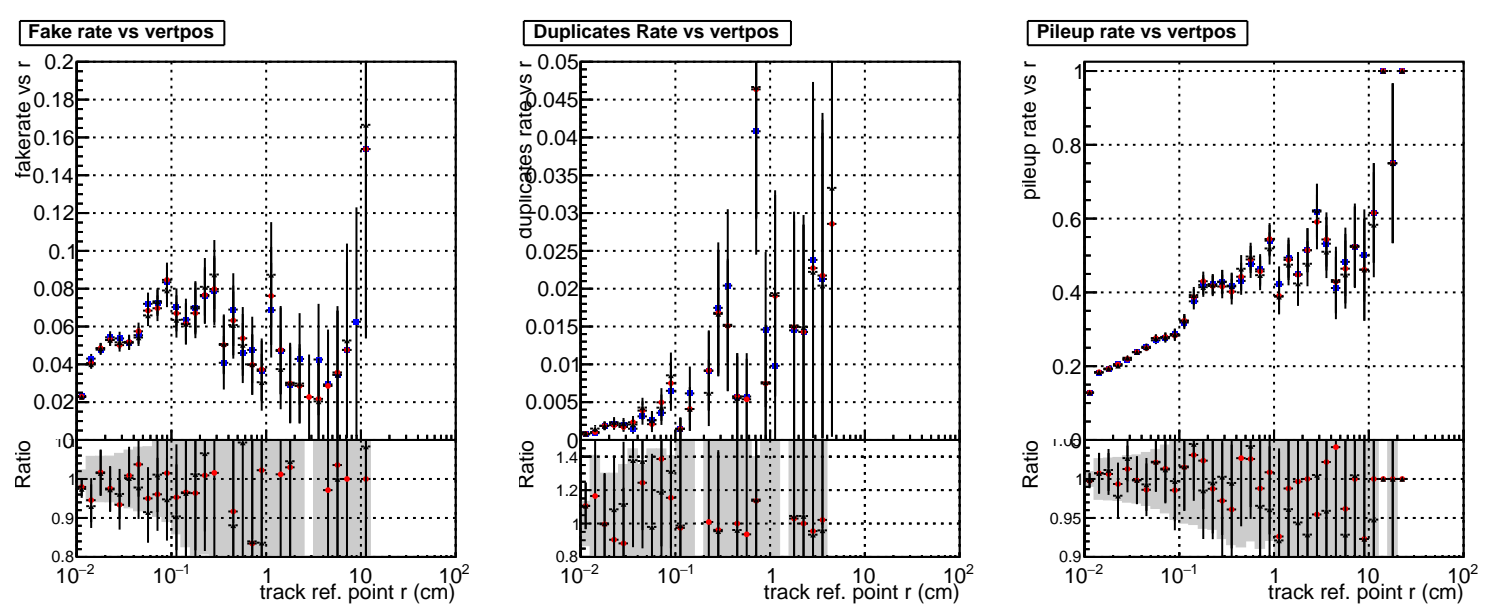 Fake rate vs vertpos
fakerate vs r
0.2
0.18
0.16
0.14
0.12
0.1
0.08
0.06
0.04
0.02
Ratio
1
0.9
0.8
10⁻² 10⁻¹ 1 10 10²
track ref. point r (cm)
Duplicates Rate vs vertpos
duplicates rate vs r
0.05
0.045
0.04
0.035
0.03
0.025
0.02
0.015
0.01
0.005
0
Ratio
1.4
1.2
1
0.8
10⁻² 10⁻¹ 1 10 10²
track ref. point r (cm)
Pileup rate vs vertpos
pileup rate vs r
1
0.8
0.6
0.4
0.2
0
Ratio
1
0.95
0.9
10⁻² 10⁻¹ 1 10 10²
track ref. point r (cm)